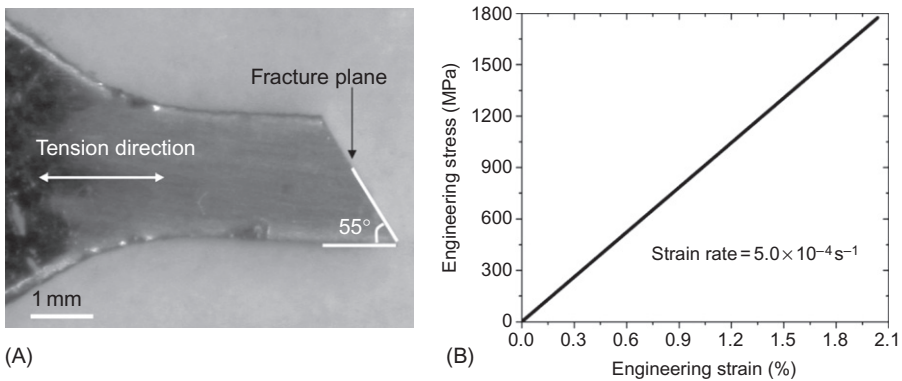 Fracture plane
Tension direction
55°
1 mm
(A)
Engineering stress (MPa)
1800
1500
1200
900
600
300
0
Strain rate = 5.0 × 10⁻⁴ s⁻¹
0.0 0.3 0.6 0.9 1.2 1.5 1.8 2.1
Engineering strain (%)
(B)